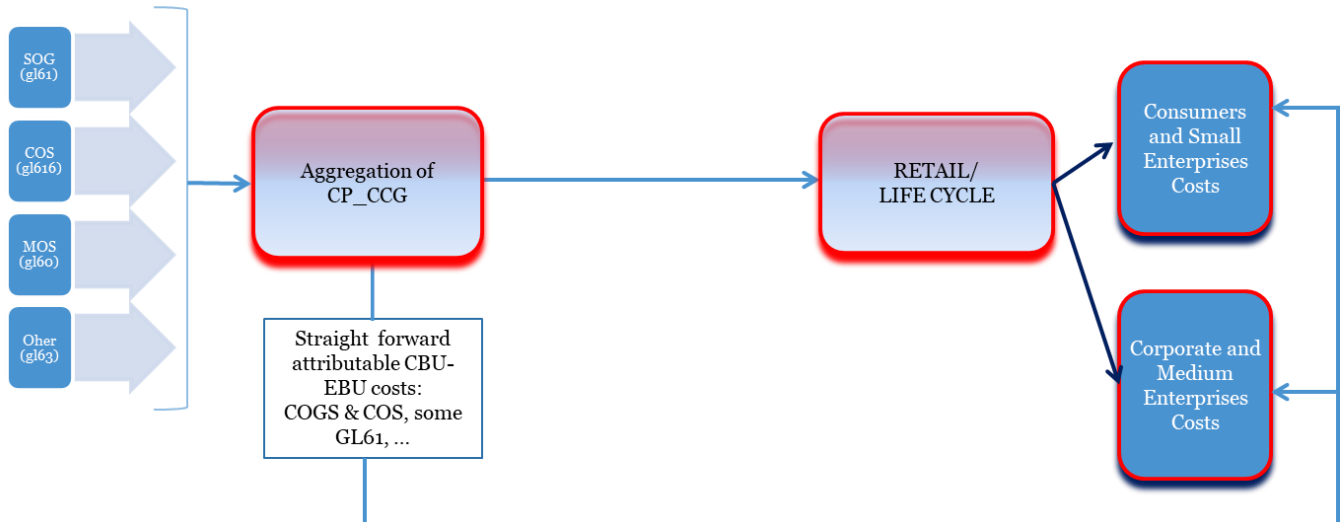 SOG
(gl61)
COS
(gl616)
MOS
(gl60)
Oher
(gl63)
Aggregation of
CP_CCG
Straight forward
attributable CBU-
EBU costs:
COGS & COS, some
GL61, ...
RETAIL/
LIFE CYCLE
Consumers
and Small
Enterprises
Costs
Corporate and
Medium
Enterprises
Costs